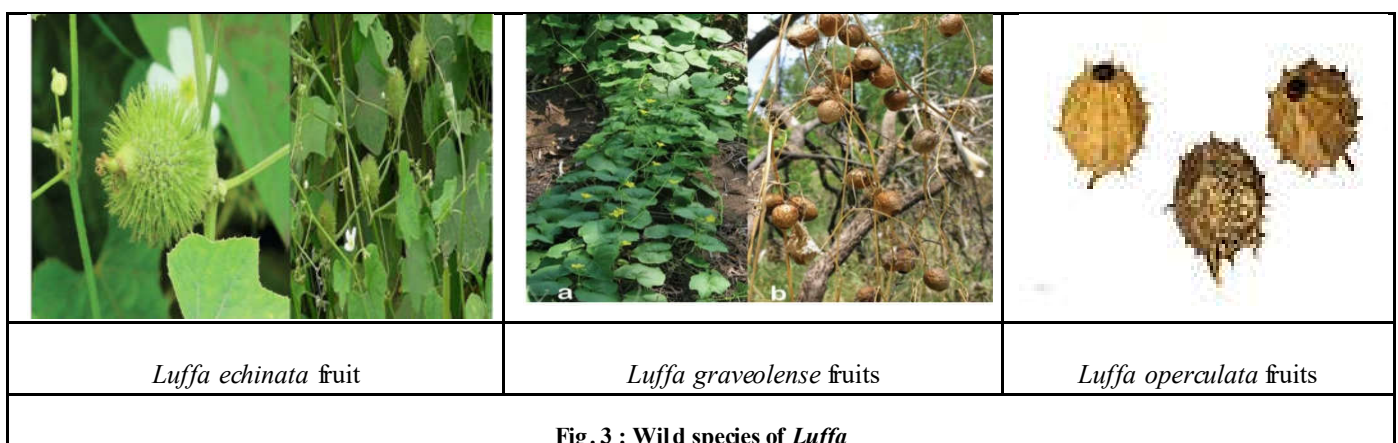 a
b
Luffa echinata fruit
Luffa graveolense fruits
Luffa operculata fruits
Fig. 3 : Wild species of Luffa